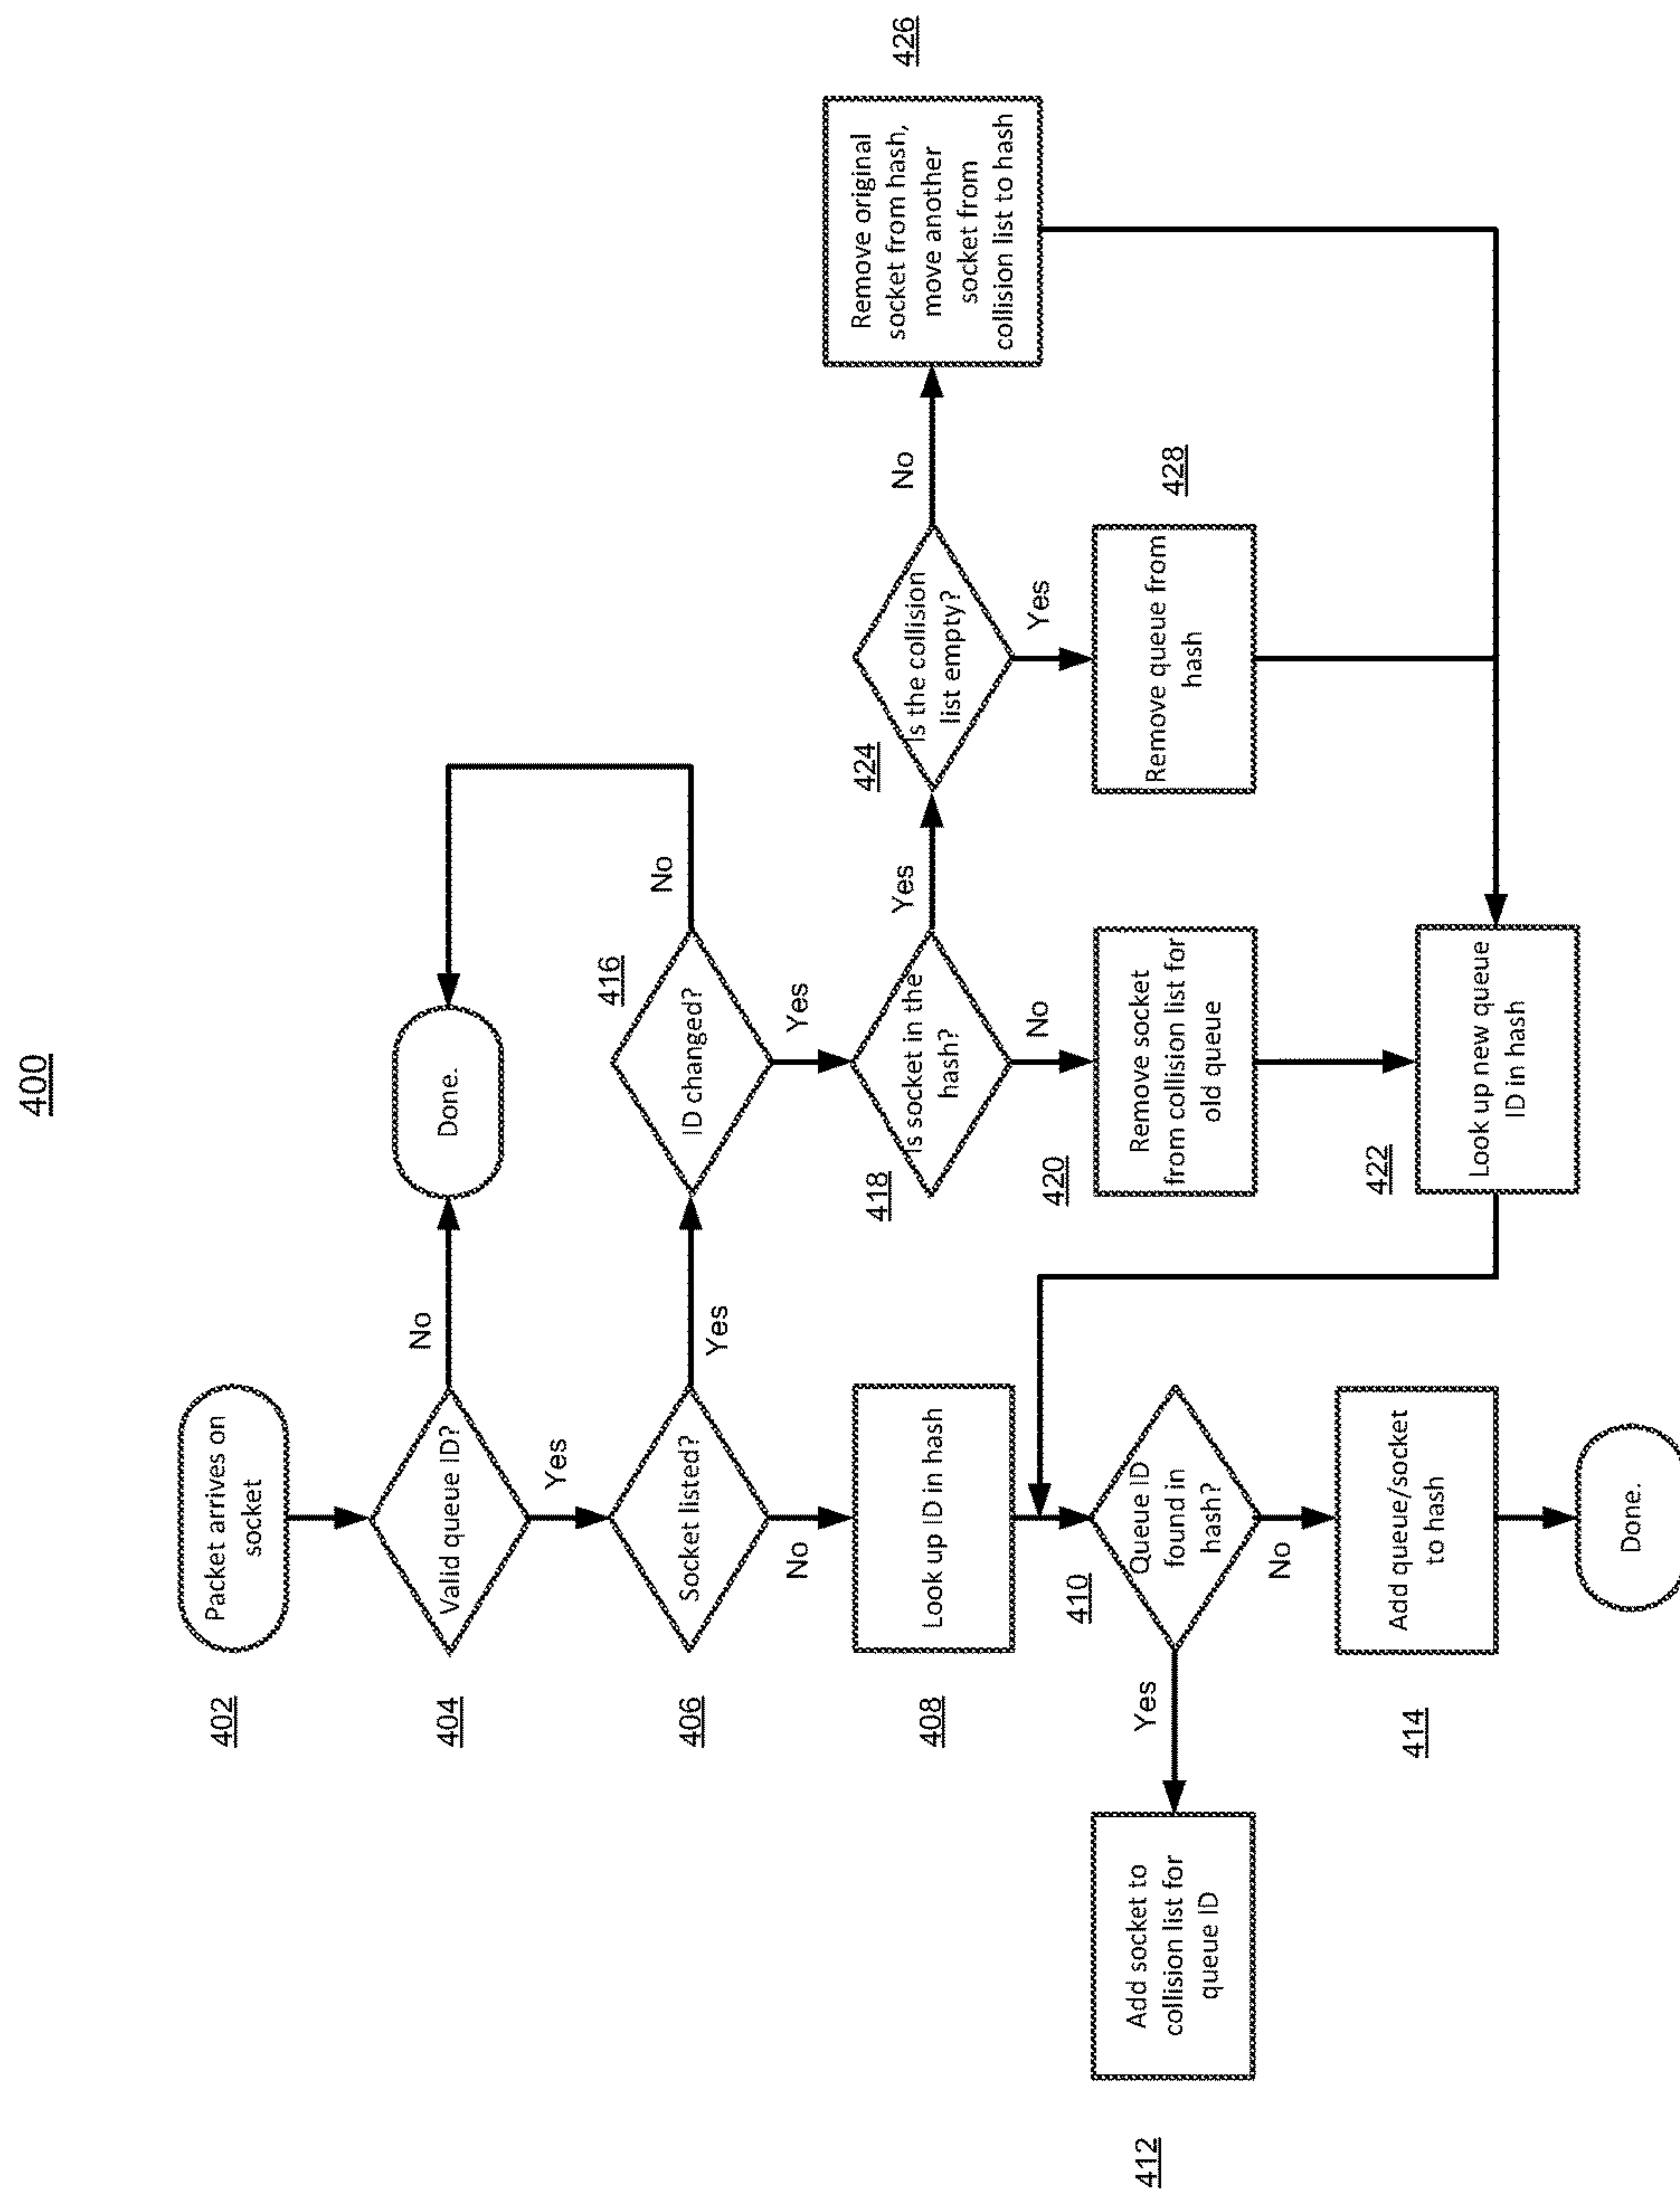 400
402
Packet arrives on
socket
404
Valid queue ID?
No
Done.
Yes
406
Socket listed?
Yes
416
ID changed?
No
Yes
No
408
Look up ID in hash
418
Is socket in the
hash?
Yes
424
Is the collision
list empty?
No
426
Remove original
socket from hash,
move another
socket from
collision list to hash
No
Yes
420
Remove socket
from collision list for
old queue
428
Remove queue from
hash
410
Queue ID
found in
hash?
Yes
412
Add socket to
collision list for
queue ID
No
422
Look up new queue
ID in hash
414
Add queue/socket
to hash
Done.